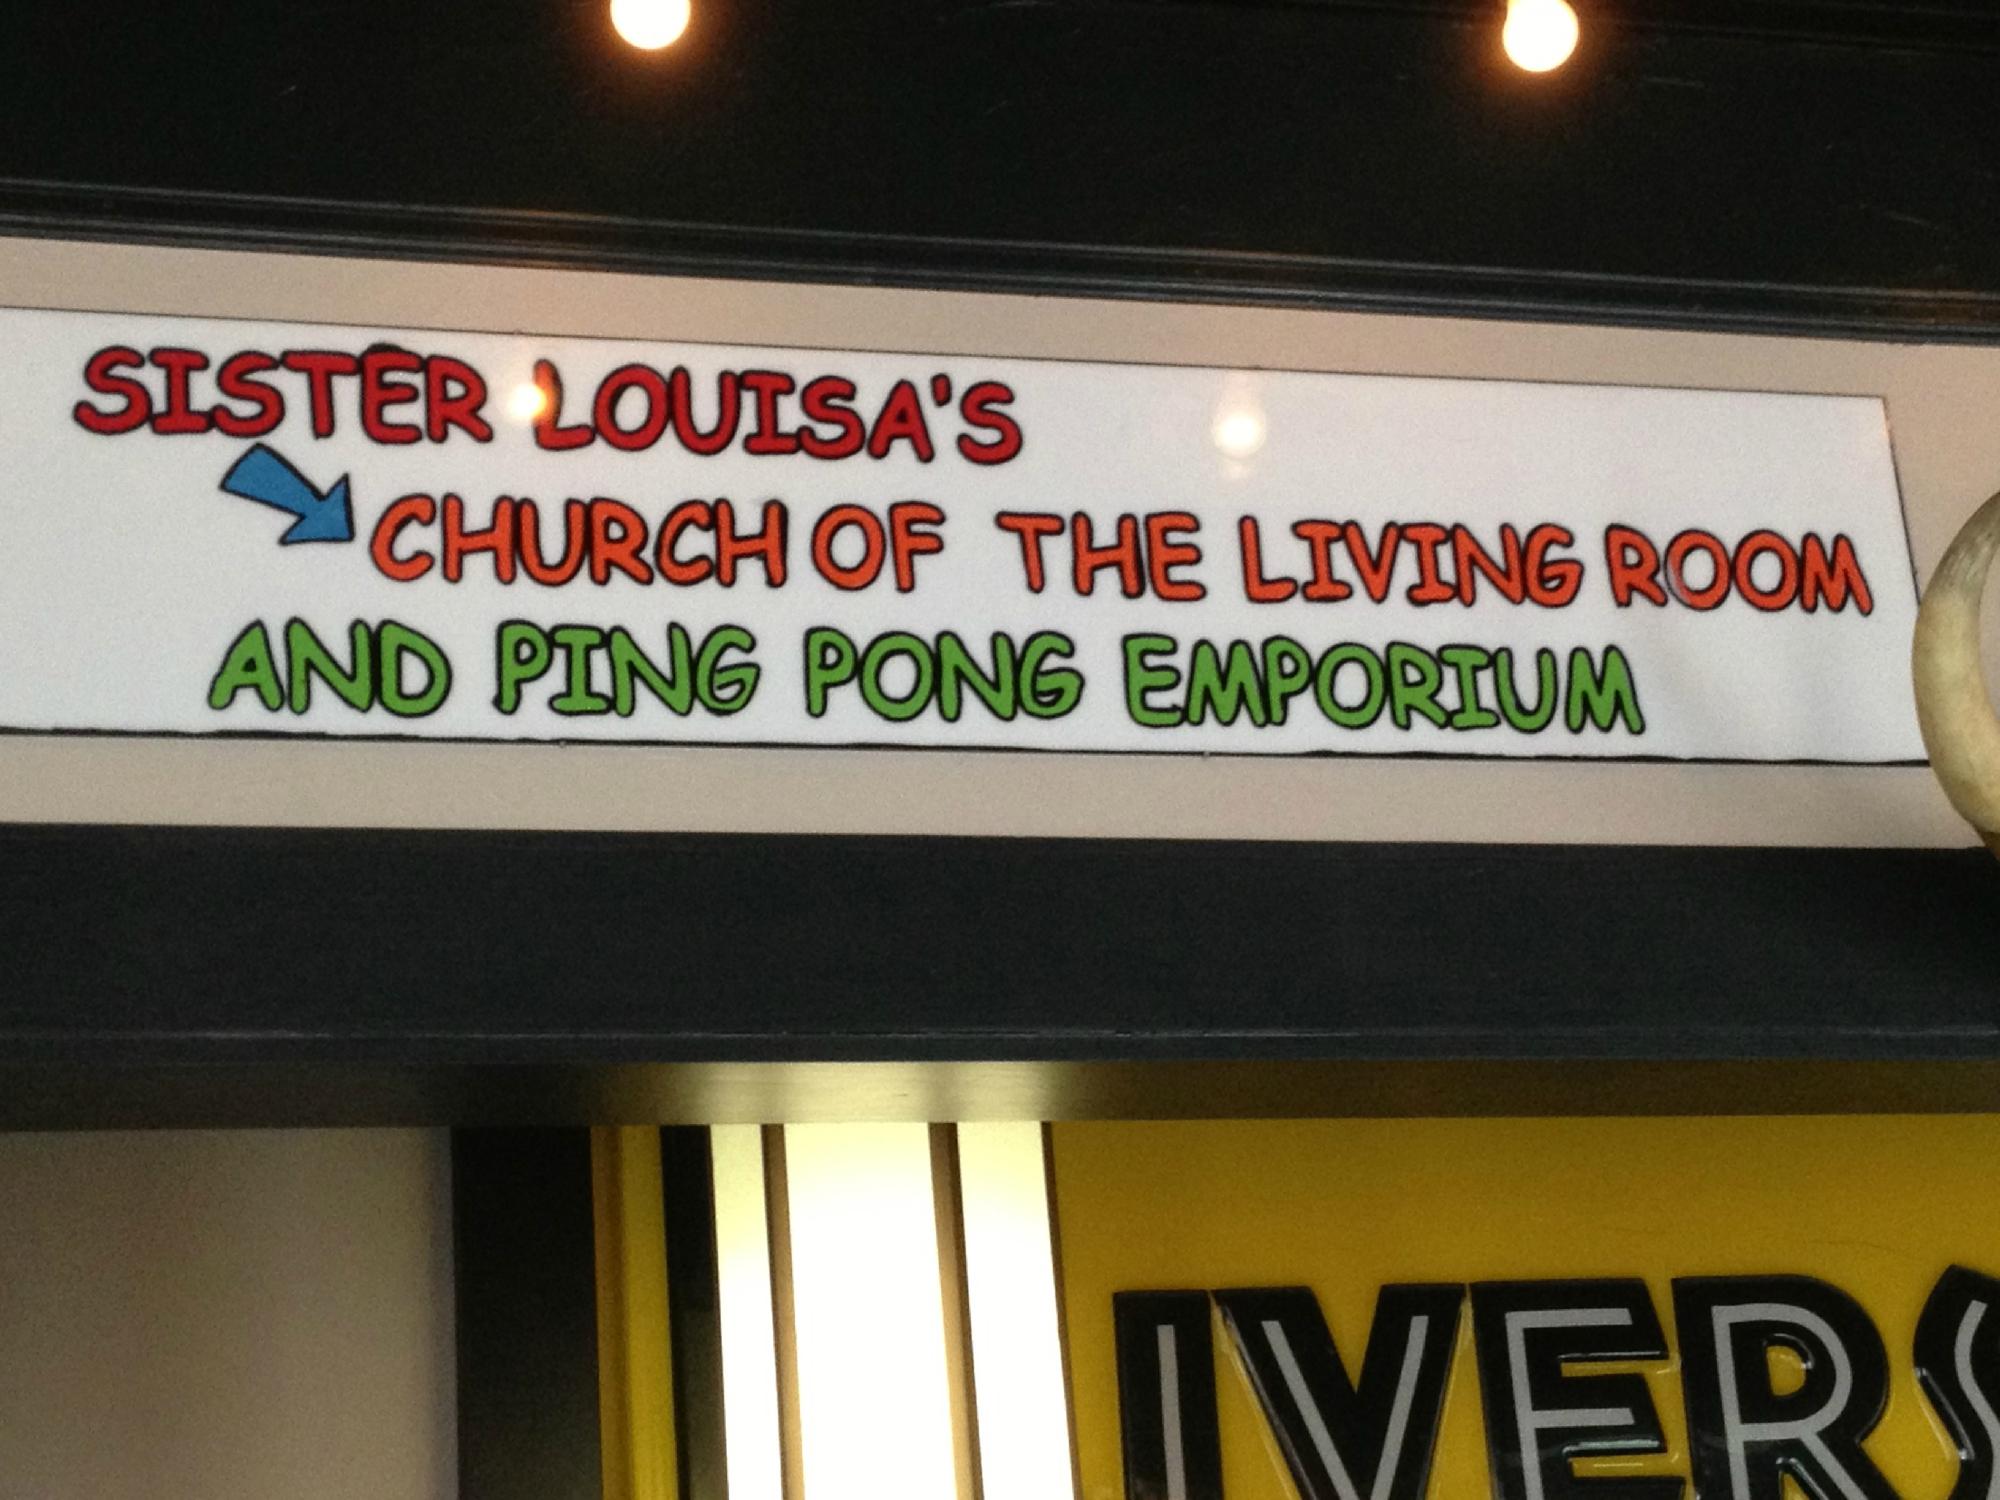 SISTER LOUISA'S
CHURCH OF THE LIVING ROOM
AND PING PONG EMPORIUM
IVERS